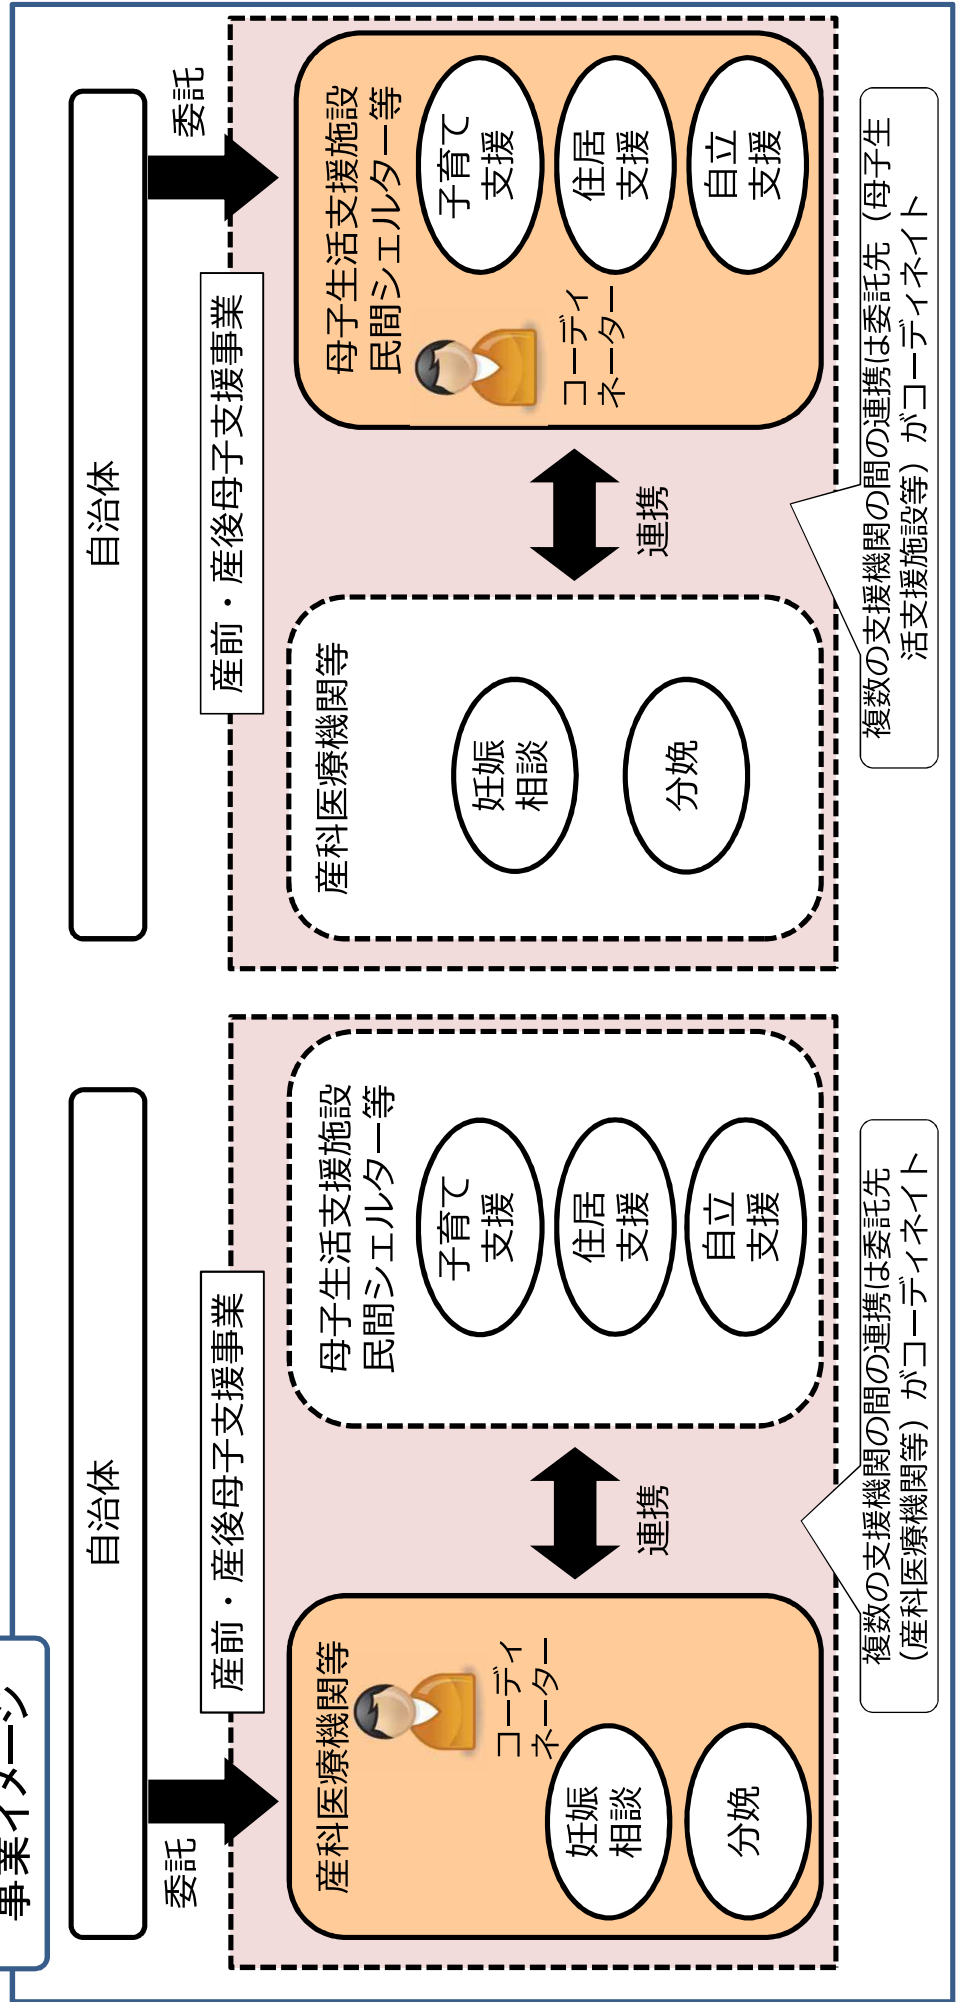 事業イメージ
自治体
委託
産前・産後母子支援事業
産科医療機関等
コーディ
ネーター
妊娠
相談
分娩
連携
母子生活支援施設
民間シェルター等
子育て
支援
住居
支援
自立
支援
複数の支援機関の間の連携は委託先
(産科医療機関等)がコーディネイト
自治体
委託
産前・産後母子支援事業
産科医療機関等
妊娠
相談
分娩
連携
母子生活支援施設
民間シェルター等
コーディ
ネーター
子育て
支援
住居
支援
自立
支援
複数の支援機関の間の連携は委託先(母子生
活支援施設等)がコーディネイト